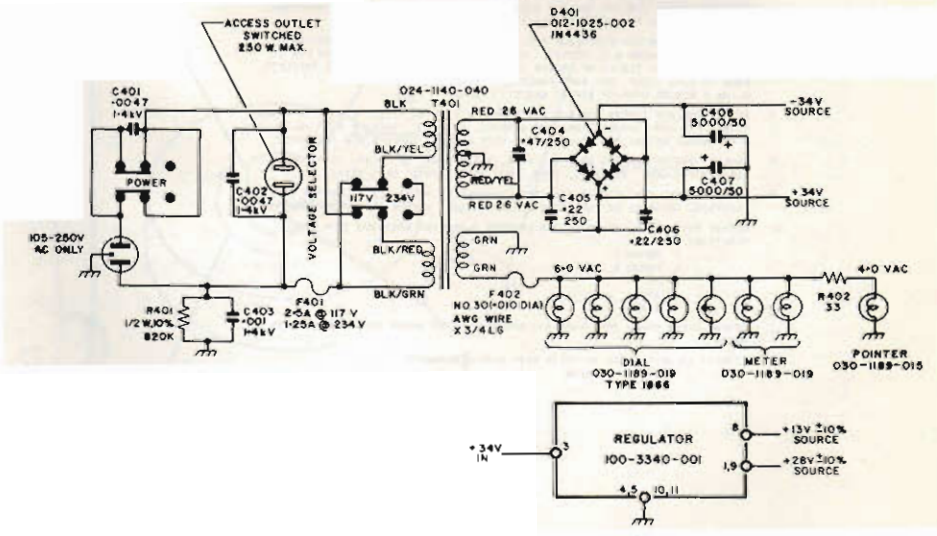 ACCESS OUTLET
SWITCHED
250 W. MAX.
D401
012-1025-002
IN4436
C401
.0047
1.4kV
POWER
105-250V
AC ONLY
R401
1/2W,10%
820K
C403
.001
1.4kV
C402
.0047
1.4kV
VOLTAGE SELECTOR
F401
2.5A @ 117 V
1.25A @ 234 V
024-1140-040
T401
BLK
BLK/YEL
117V
234V
BLK/RED
BLK/GRN
RED 26 VAC
RED/YEL
RED 26 VAC
GRN
GRN
C404
.47/250
C405
.22
250
C406
.22/250
-
+
C408
5000/50
+
+
C407
5000/50
-34V
SOURCE
+34V
SOURCE
F402
NO.30(.010 DIA)
AWG WIRE
X 3/4 LG
6.0 VAC
R402
33
4.0 VAC
DIAL
030-1189-019
TYPE 1866
METER
030-1189-019
POINTER
030-1189-015
+34V
IN
3
REGULATOR
100-3340-001
8
+13V ±10%
SOURCE
1,9
+28V ±10%
SOURCE
4,5
10,11